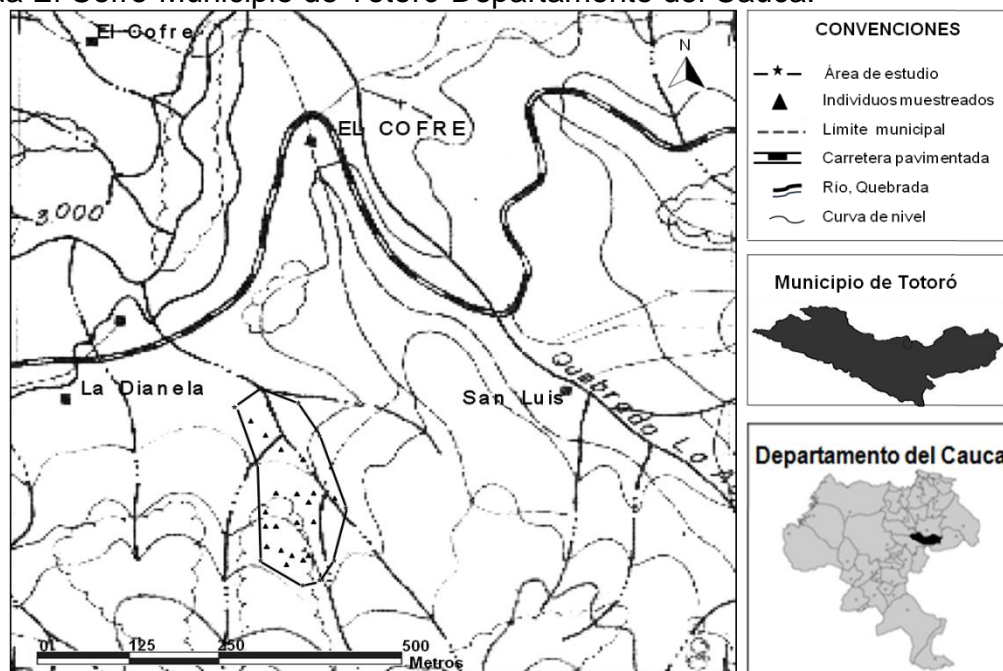 El Cofre Municipio de Totoró Departamento del Cauca.
El Cofre
N
EL COFRE
3.000
La Dianela
San Luis
Quebrada La
01 125 250 500
Metros
CONVENCIONES
Área de estudio
Individuos muestreados
Límite municipal
Carretera pavimentada
Río, Quebrada
Curva de nivel
Municipio de Totoró
Departamento del Cauca